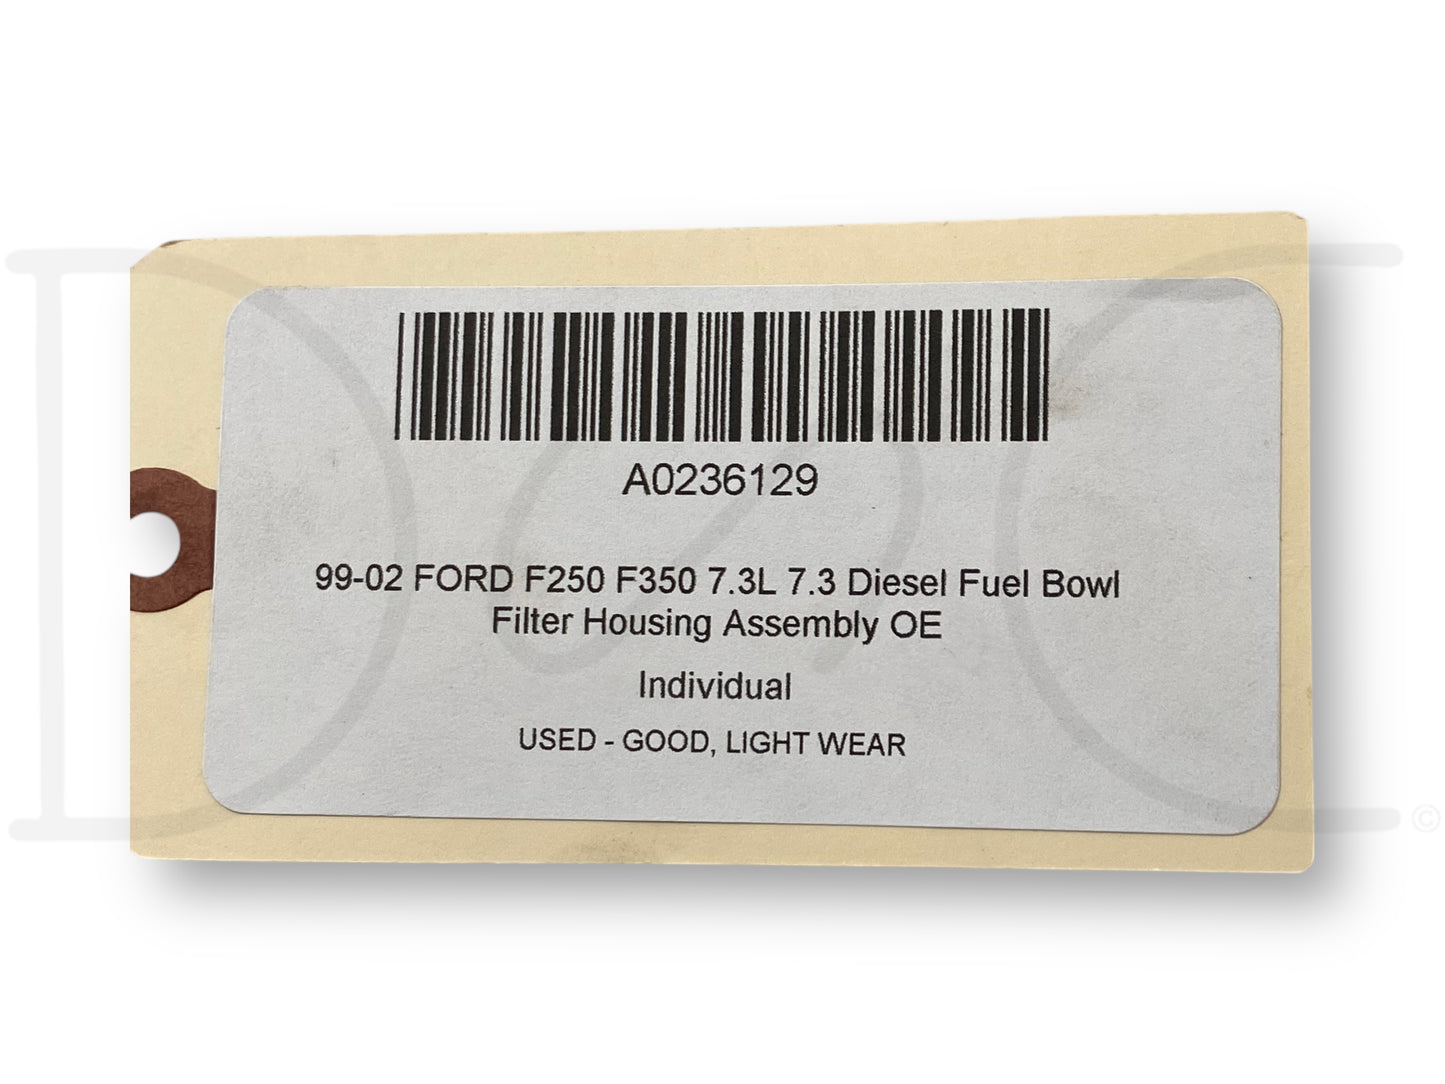 A0236129
99-02 FORD F250 F350 7.3L 7.3 Diesel Fuel Bowl
Filter Housing Assembly OE
Individual
USED - GOOD, LIGHT WEAR
©